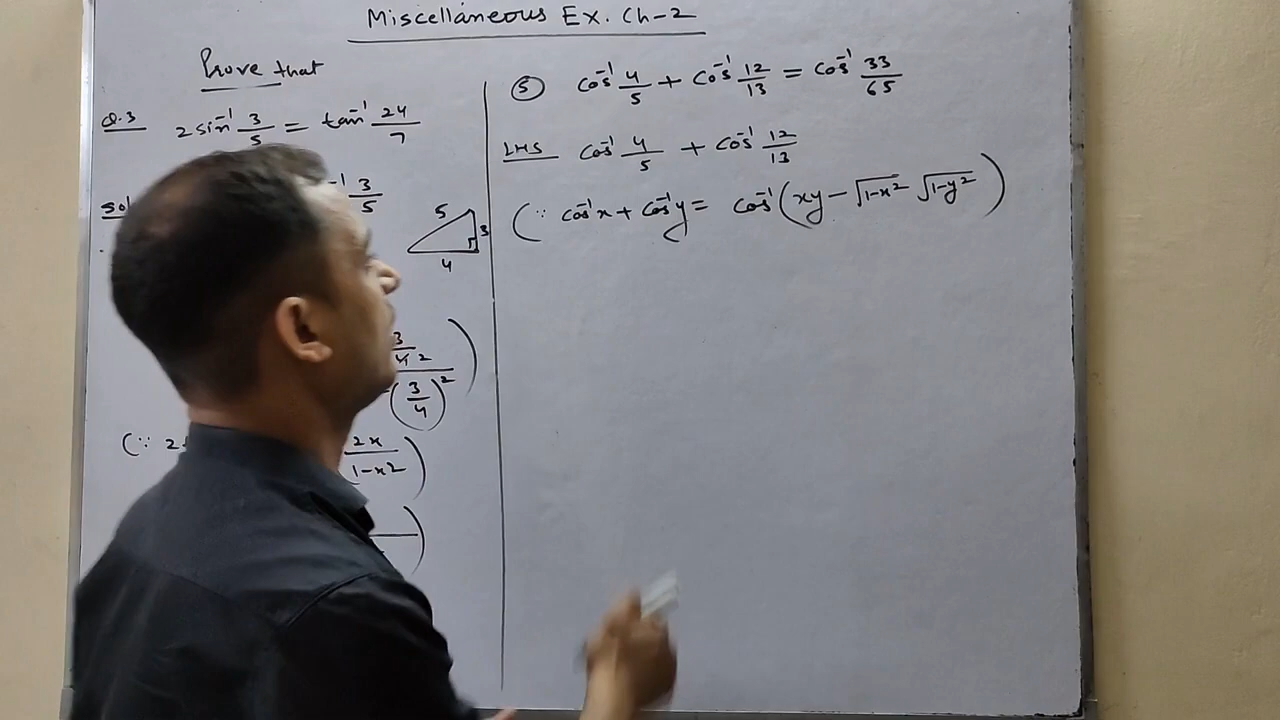 Miscellaneous Ex. Ch-2
Prove that
Q.3 2 sin⁻¹ 3/5 = tan⁻¹ 24/7
Sol
⁻¹ 3/5
5 3 4
3/4 2
(3/4)²
(∵ 2 2x/1-x²)
)
⑤ cos⁻¹ 4/5 + cos⁻¹ 12/13 = cos⁻¹ 33/65
LHS cos⁻¹ 4/5 + cos⁻¹ 12/13
(∵ cos⁻¹x + cos⁻¹y = cos⁻¹(xy - √1-x² √1-y²)